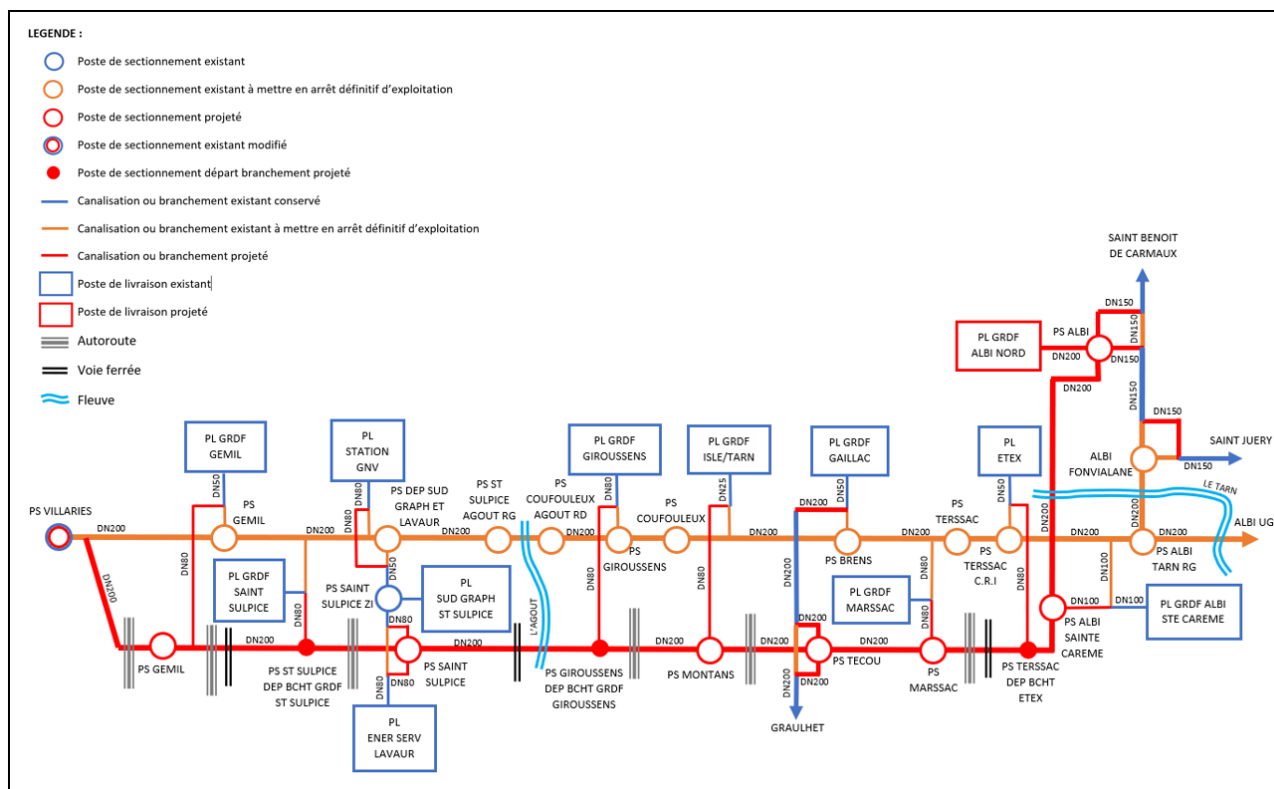 LEGENDE :
Poste de sectionnement existant
Poste de sectionnement existant à mettre en arrêt définitif d'exploitation
Poste de sectionnement projeté
Poste de sectionnement existant modifié
Poste de sectionnement départ branchement projeté
Canalisation ou branchement existant conservé
Canalisation ou branchement existant à mettre en arrêt définitif d'exploitation
Canalisation ou branchement projeté
Poste de livraison existant
Poste de livraison projeté
Autoroute
Voie ferrée
Fleuve
SAINT BENOIT
DE CARMAUX
DN150
DN150
PS ALBI
PL GRDF
ALBI NORD
DN200
DN150
DN200
DN150
DN150
SAINT JUERY
DN150
ALBI
FONVIALANE
LE TARN
DN200
DN200
PL GRDF
GEMIL
DN50
PL
STATION
GNV
DN80
DN80
PL GRDF
GIROUSSENS
DN80
PL GRDF
ISLE/TARN
DN25
PL GRDF
GAILLAC
DN50
DN200
PL
ETEX
DN50
PS VILLARIES
DN200
PS
GEMIL
DN200
PS DEP SUD
GRAPH ET
LAVAUR
DN200
PS ST
SULPICE
AGOUT RG
PS
COUFOULEUX
AGOUT RD
DN200
PS
GIROUSSENS
PS
COUFOULEUX
DN200
PS BRENS
DN200
PS
TERSSAC
PS
TERSSAC
C.R.I
DN200
DN200
PS ALBI
TARN RG
ALBI UG
DN200
DN80
PL GRDF
SAINT
SULPICE
DN80
PS SAINT
SULPICE ZI
DN50
PL
SUD GRAPH
ST SULPICE
DN80
L'AGOUT
DN80
DN80
DN200
PL GRDF
MARSSAC
DN80
DN80
DN100
DN100
DN100
PL GRDF ALBI
STE CAREME
PS ALBI
SAINTE
CAREME
PS GEMIL
DN200
PS ST SULPICE
DEP BCHT GRDF
ST SULPICE
DN200
PS SAINT
SULPICE
DN80
DN80
PL
ENER SERV
LAVAUR
PS GIROUSSENS
DEP BCHT GRDF
GIROUSSENS
DN200
PS MONTANS
DN200
DN200
DN200
PS TECOU
DN200
GRAULHET
PS
MARSSAC
DN200
PS TERSSAC
DEP BCHT
ETEX